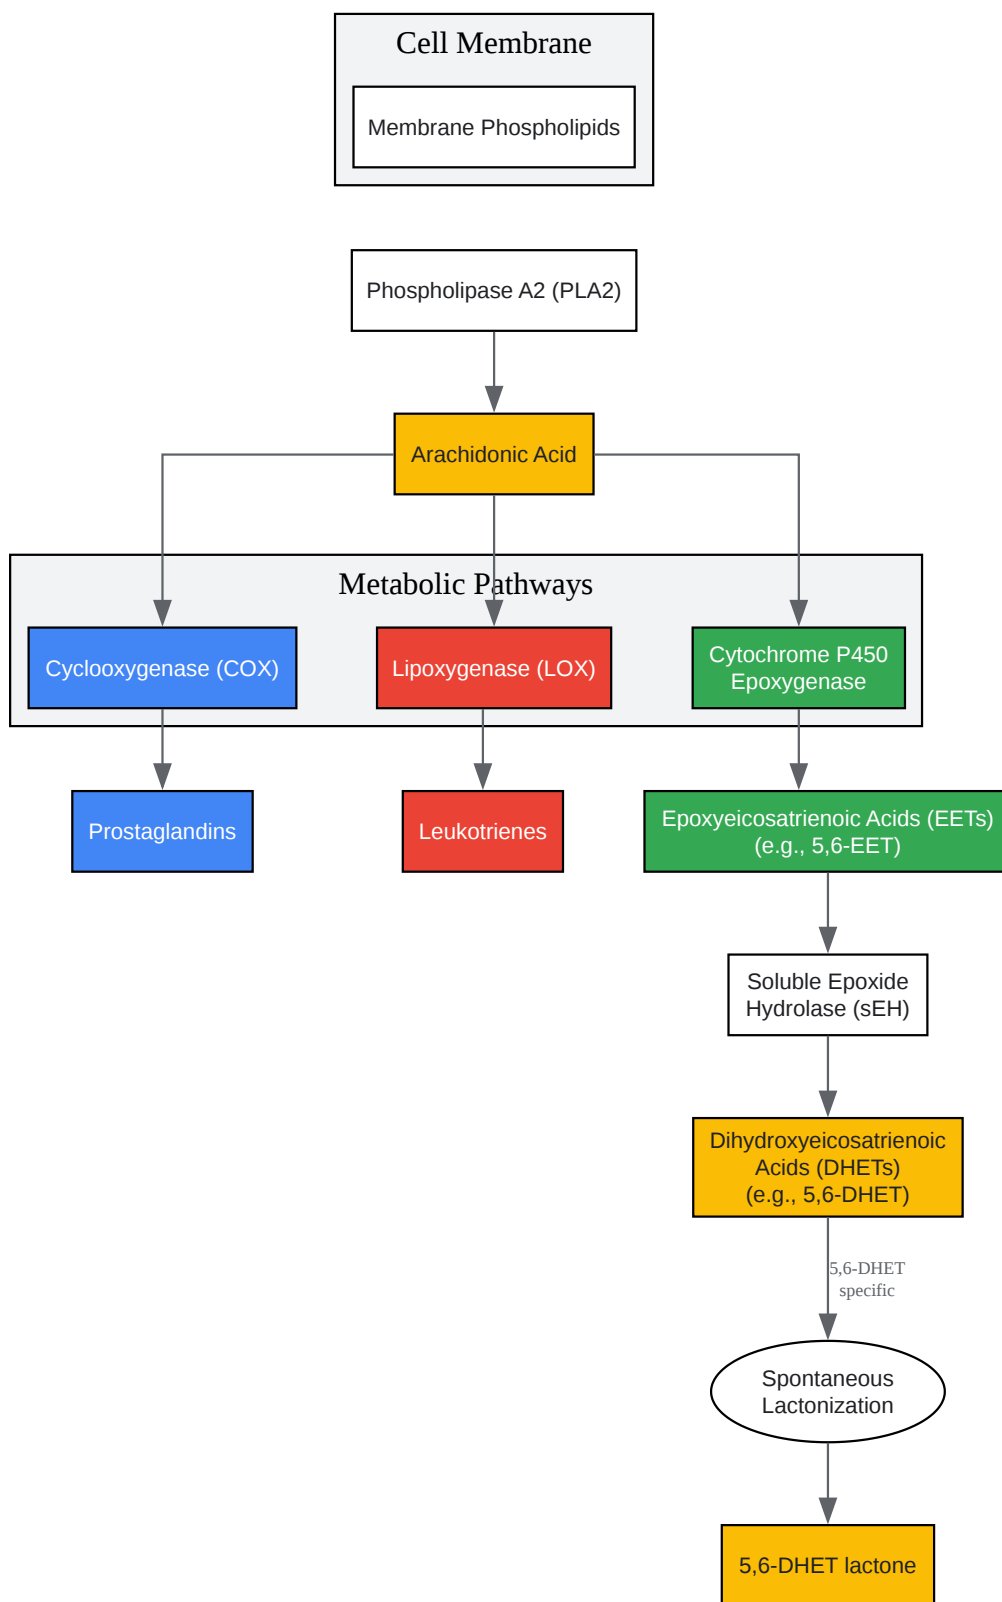 Cell Membrane
Membrane Phospholipids
Phospholipase A2 (PLA2)
Arachidonic Acid
Metabolic Pathways
Cyclooxygenase (COX)
Lipoxygenase (LOX)
Cytochrome P450
Epoxygenase
Prostaglandins
Leukotrienes
Epoxyeicosatrienoic Acids (EETs)
(e.g., 5,6-EET)
Soluble Epoxide
Hydrolase (sEH)
Dihydroxyeicosatrienoic
Acids (DHETs)
(e.g., 5,6-DHET)
5,6-DHET
specific
Spontaneous
Lactonization
5,6-DHET lactone